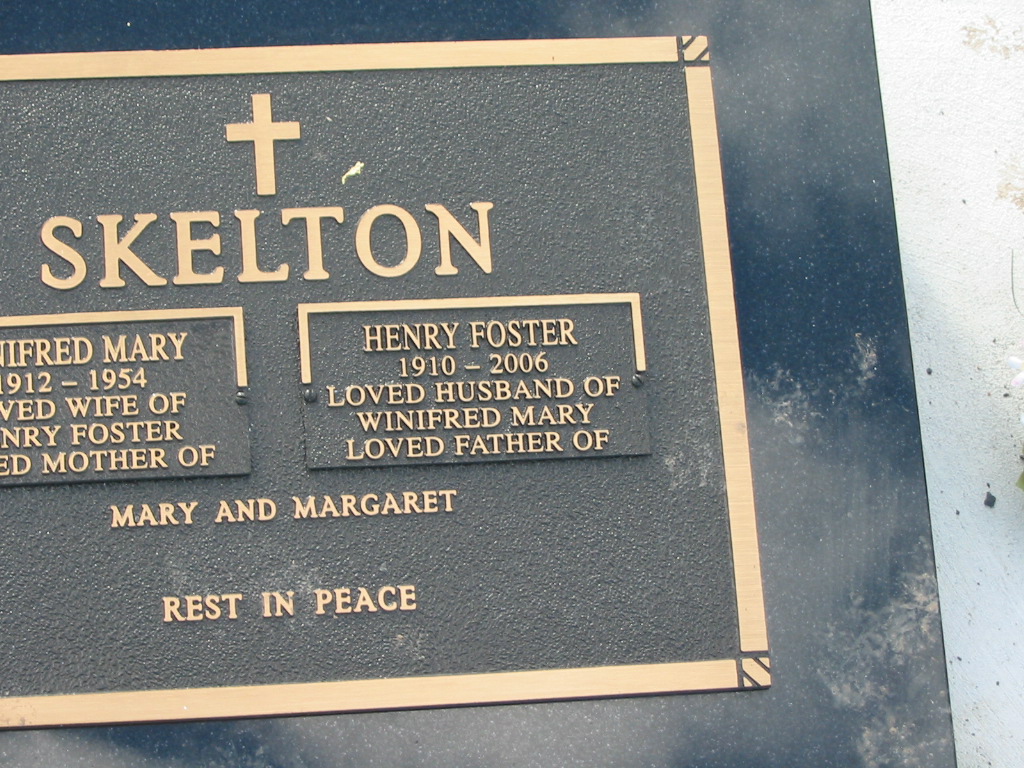 SKELTON
NIFRED MARY
1912 – 1954
VED WIFE OF
NRY FOSTER
ED MOTHER OF
HENRY FOSTER
1910 – 2006
LOVED HUSBAND OF
WINIFRED MARY
LOVED FATHER OF
MARY AND MARGARET
REST IN PEACE